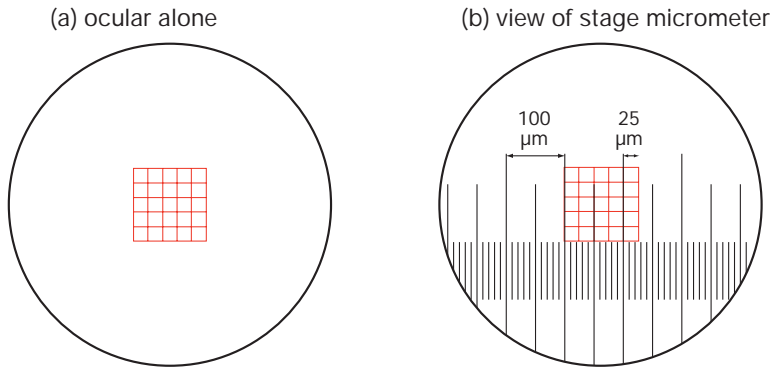 (a) ocular alone
(b) view of stage micrometer
100
µm
25
µm